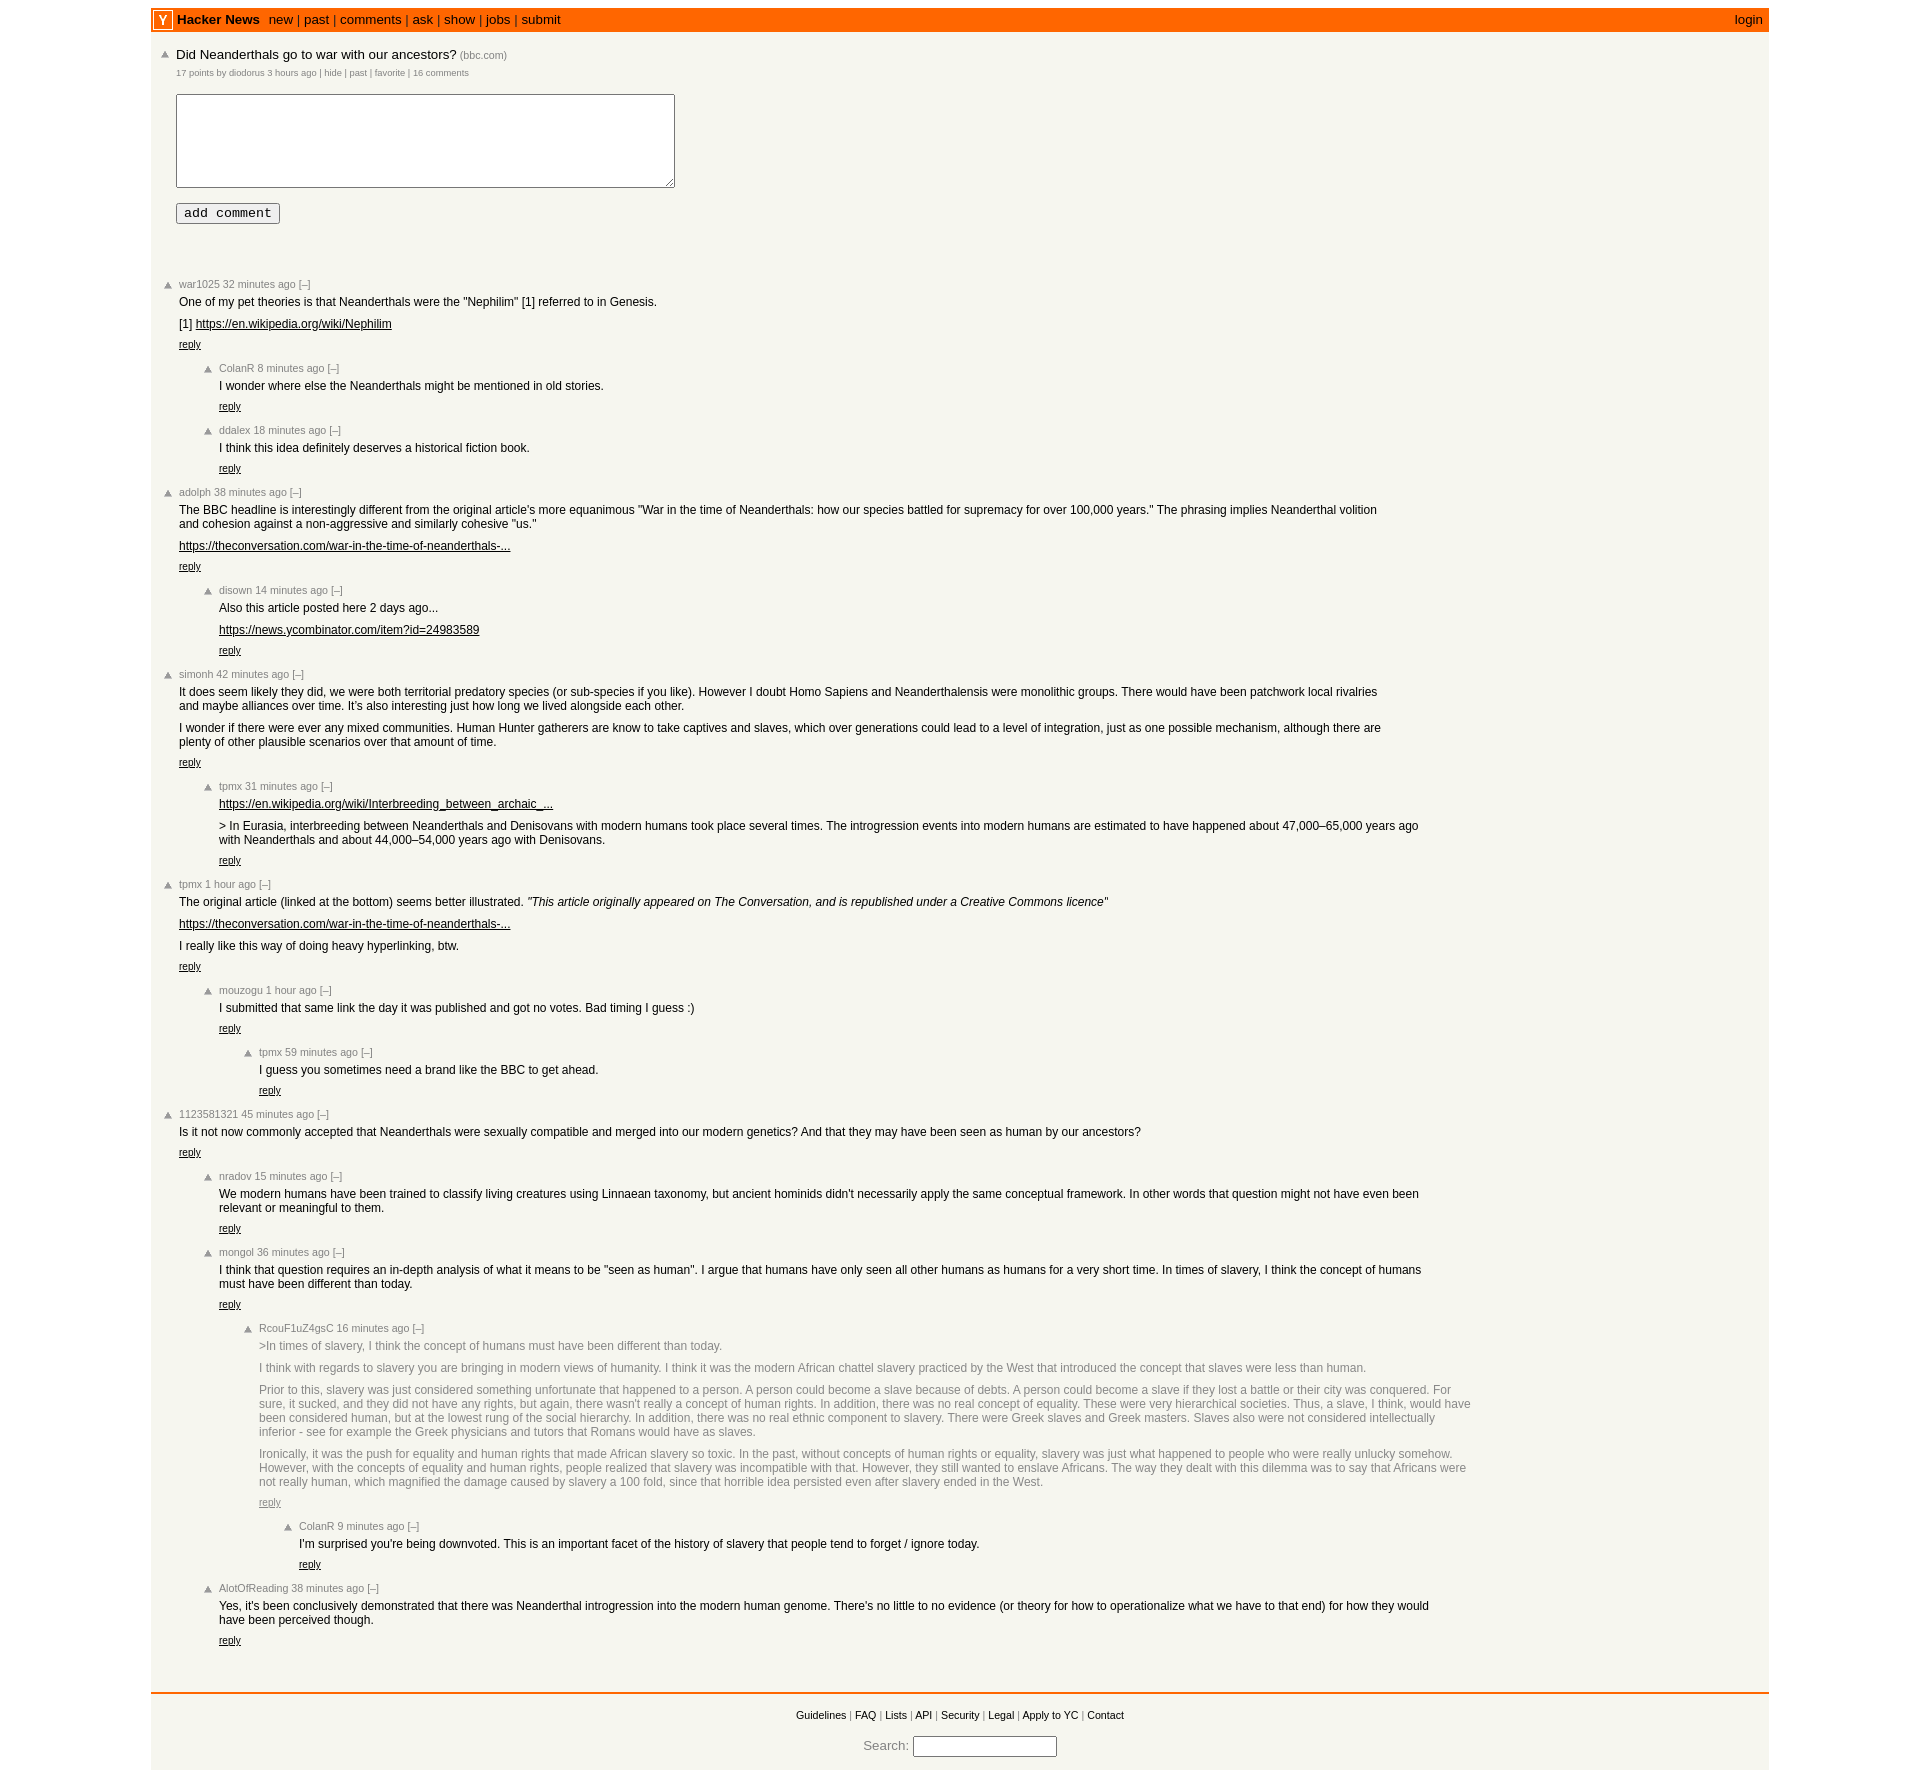 Y Hacker News new | past | comments | ask | show | jobs | submit login
Did Neanderthals go to war with our ancestors? (bbc.com)
17 points by diodorus 3 hours ago | hide | past | favorite | 16 comments
add comment
war1025 32 minutes ago [–]
One of my pet theories is that Neanderthals were the "Nephilim" [1] referred to in Genesis.
[1] https://en.wikipedia.org/wiki/Nephilim
reply
ColanR 8 minutes ago [–]
I wonder where else the Neanderthals might be mentioned in old stories.
reply
ddalex 18 minutes ago [–]
I think this idea definitely deserves a historical fiction book.
reply
adolph 38 minutes ago [–]
The BBC headline is interestingly different from the original article's more equanimous "War in the time of Neanderthals: how our species battled for supremacy for over 100,000 years." The phrasing implies Neanderthal volition
and cohesion against a non-aggressive and similarly cohesive "us."
https://theconversation.com/war-in-the-time-of-neanderthals-...
reply
disown 14 minutes ago [–]
Also this article posted here 2 days ago...
https://news.ycombinator.com/item?id=24983589
reply
simonh 42 minutes ago [–]
It does seem likely they did, we were both territorial predatory species (or sub-species if you like). However I doubt Homo Sapiens and Neanderthalensis were monolithic groups. There would have been patchwork local rivalries
and maybe alliances over time. It’s also interesting just how long we lived alongside each other.
I wonder if there were ever any mixed communities. Human Hunter gatherers are know to take captives and slaves, which over generations could lead to a level of integration, just as one possible mechanism, although there are
plenty of other plausible scenarios over that amount of time.
reply
tpmx 31 minutes ago [–]
https://en.wikipedia.org/wiki/Interbreeding_between_archaic_...
> In Eurasia, interbreeding between Neanderthals and Denisovans with modern humans took place several times. The introgression events into modern humans are estimated to have happened about 47,000–65,000 years ago
with Neanderthals and about 44,000–54,000 years ago with Denisovans.
reply
tpmx 1 hour ago [–]
The original article (linked at the bottom) seems better illustrated. "This article originally appeared on The Conversation, and is republished under a Creative Commons licence"
https://theconversation.com/war-in-the-time-of-neanderthals-...
I really like this way of doing heavy hyperlinking, btw.
reply
mouzogu 1 hour ago [–]
I submitted that same link the day it was published and got no votes. Bad timing I guess :)
reply
tpmx 59 minutes ago [–]
I guess you sometimes need a brand like the BBC to get ahead.
reply
1123581321 45 minutes ago [–]
Is it not now commonly accepted that Neanderthals were sexually compatible and merged into our modern genetics? And that they may have been seen as human by our ancestors?
reply
nradov 15 minutes ago [–]
We modern humans have been trained to classify living creatures using Linnaean taxonomy, but ancient hominids didn't necessarily apply the same conceptual framework. In other words that question might not have even been
relevant or meaningful to them.
reply
mongol 36 minutes ago [–]
I think that question requires an in-depth analysis of what it means to be "seen as human". I argue that humans have only seen all other humans as humans for a very short time. In times of slavery, I think the concept of humans
must have been different than today.
reply
RcouF1uZ4gsC 16 minutes ago [–]
>In times of slavery, I think the concept of humans must have been different than today.
I think with regards to slavery you are bringing in modern views of humanity. I think it was the modern African chattel slavery practiced by the West that introduced the concept that slaves were less than human.
Prior to this, slavery was just considered something unfortunate that happened to a person. A person could become a slave because of debts. A person could become a slave if they lost a battle or their city was conquered. For
sure, it sucked, and they did not have any rights, but again, there wasn't really a concept of human rights. In addition, there was no real concept of equality. These were very hierarchical societies. Thus, a slave, I think, would have
been considered human, but at the lowest rung of the social hierarchy. In addition, there was no real ethnic component to slavery. There were Greek slaves and Greek masters. Slaves also were not considered intellectually
inferior - see for example the Greek physicians and tutors that Romans would have as slaves.
Ironically, it was the push for equality and human rights that made African slavery so toxic. In the past, without concepts of human rights or equality, slavery was just what happened to people who were really unlucky somehow.
However, with the concepts of equality and human rights, people realized that slavery was incompatible with that. However, they still wanted to enslave Africans. The way they dealt with this dilemma was to say that Africans were
not really human, which magnified the damage caused by slavery a 100 fold, since that horrible idea persisted even after slavery ended in the West.
reply
ColanR 9 minutes ago [–]
I'm surprised you're being downvoted. This is an important facet of the history of slavery that people tend to forget / ignore today.
reply
AlotOfReading 38 minutes ago [–]
Yes, it's been conclusively demonstrated that there was Neanderthal introgression into the modern human genome. There's no little to no evidence (or theory for how to operationalize what we have to that end) for how they would
have been perceived though.
reply
Guidelines | FAQ | Lists | API | Security | Legal | Apply to YC | Contact
Search: